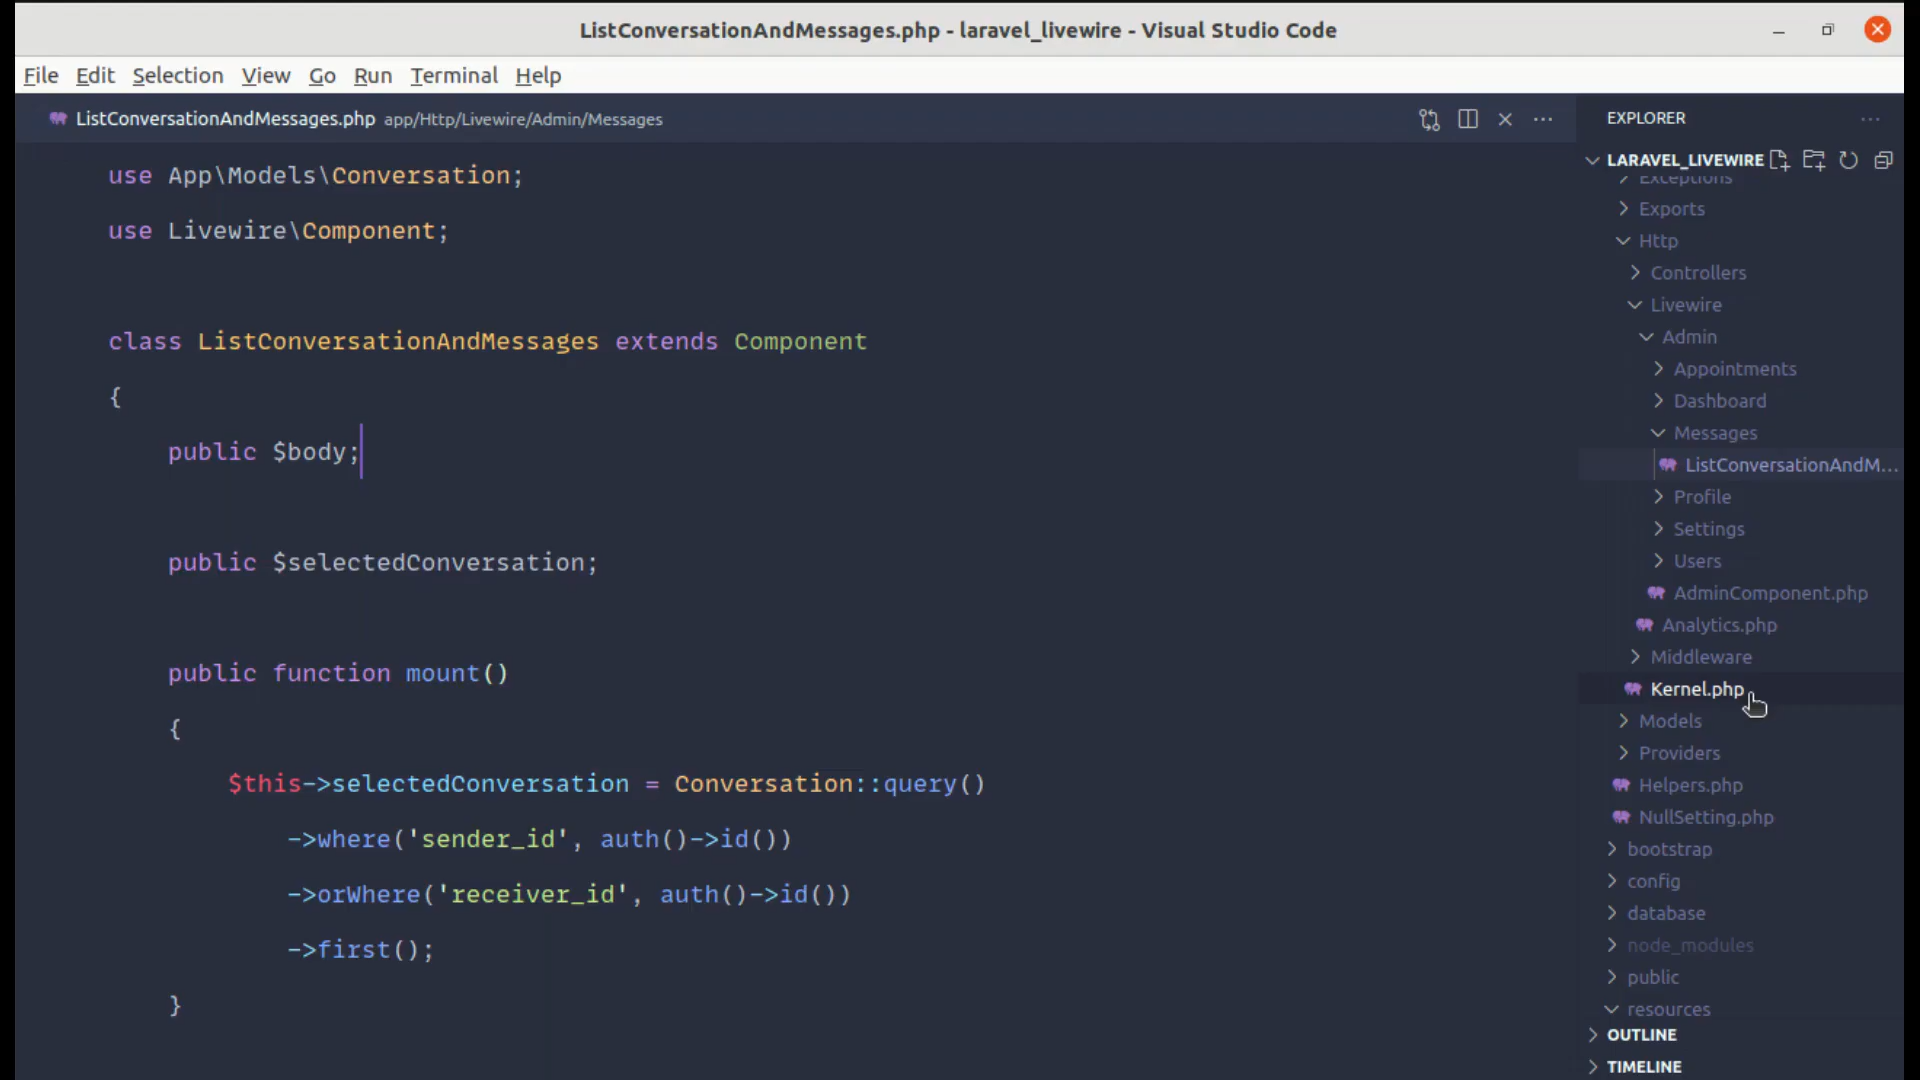 ListConversationAndMessages.php - laravel_livewire - Visual Studio Code
File Edit Selection View Go Run Terminal Help
ListConversationAndMessages.php app/Http/Livewire/Admin/Messages
use App\Models\Conversation;
use Livewire\Component;
class ListConversationAndMessages extends Component
{
public $body;
public $selectedConversation;
public function mount()
{
$this->selectedConversation = Conversation::query()
->where('sender_id', auth()->id())
->orWhere('receiver_id', auth()->id())
->first();
}
EXPLORER
LARAVEL_LIVEWIRE
Exceptions
Exports
Http
Controllers
Livewire
Admin
Appointments
Dashboard
Messages
ListConversationAndM...
Profile
Settings
Users
AdminComponent.php
Analytics.php
Middleware
Kernel.php
Models
Providers
Helpers.php
NullSetting.php
bootstrap
config
database
node_modules
public
resources
OUTLINE
TIMELINE